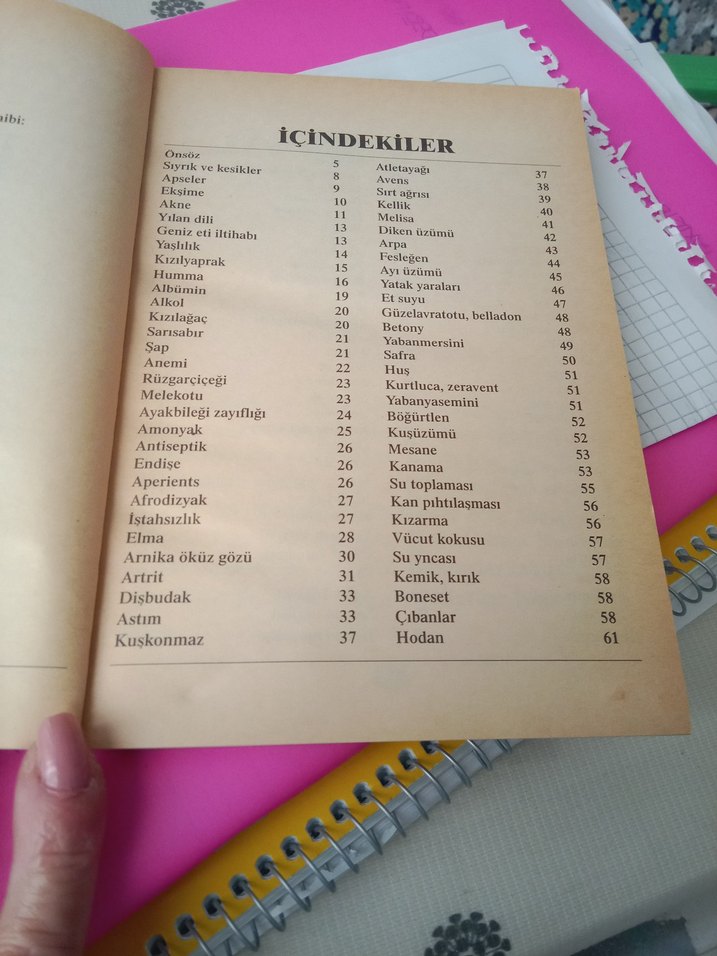 İÇİNDEKİLER
Önsöz 5
Sıyrık ve kesikler 8
Apseler 9
Ekşime 10
Akne 11
Yılan dili 13
Geniz eti iltihabı 13
Yaşlılık 14
Kızılyaprak 15
Humma 16
Albümin 19
Alkol 20
Kızılağaç 20
Sarısabır 21
Şap 21
Anemi 22
Rüzgarçiçeği 23
Melekotu 23
Ayakbileği zayıflığı 24
Amonyak 25
Antiseptik 26
Endişe 26
Aperients 26
Afrodizyak 27
İştahsızlık 27
Elma 28
Arnika öküz gözü 30
Artrit 31
Dişbudak 33
Astım 33
Kuşkonmaz 37
Atletayağı 37
Avens 38
Sırt ağrısı 39
Kellik 40
Melisa 41
Diken üzümü 42
Arpa 43
Fesleğen 44
Ayı üzümü 45
Yatak yaraları 46
Et suyu 47
Güzelavratotu, belladon 48
Betony 48
Yabanmersini 49
Safra 50
Huş 51
Kurtluca, zeravent 51
Yabanyasemini 51
Böğürtlen 52
Kuşüzümü 52
Mesane 53
Kanama 53
Su toplaması 55
Kan pıhtılaşması 56
Kızarma 56
Vücut kokusu 57
Su yncası 57
Kemik, kırık 58
Boneset 58
Çıbanlar 58
Hodan 61